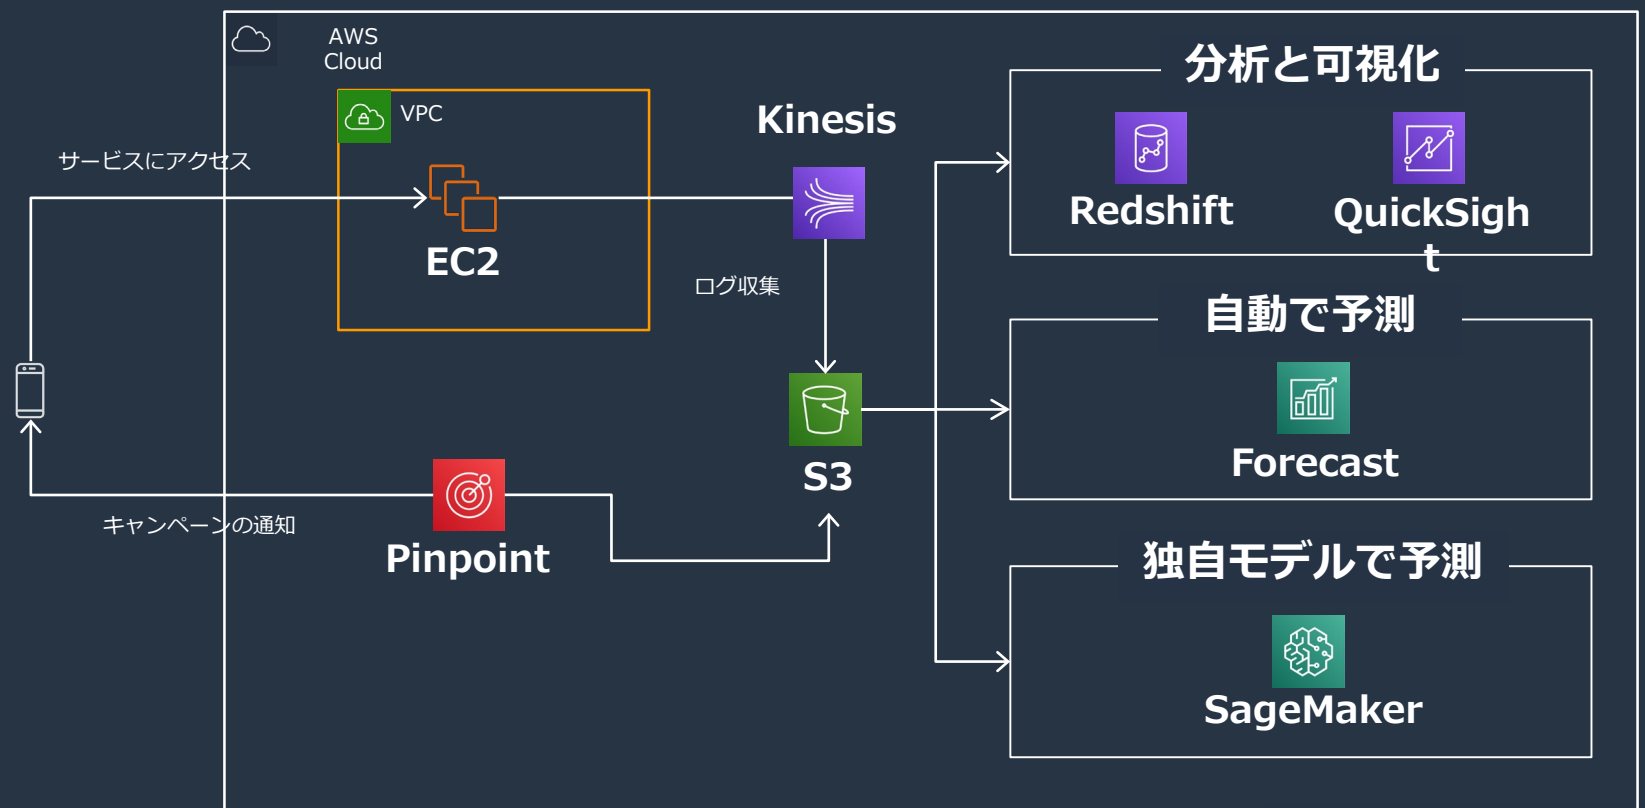 AWS
Cloud
VPC
サービスにアクセス
EC2
Kinesis
ログ収集
S3
Pinpoint
キャンペーンの通知
分析と可視化
Redshift
QuickSigh
t
自動で予測
Forecast
独自モデルで予測
SageMaker